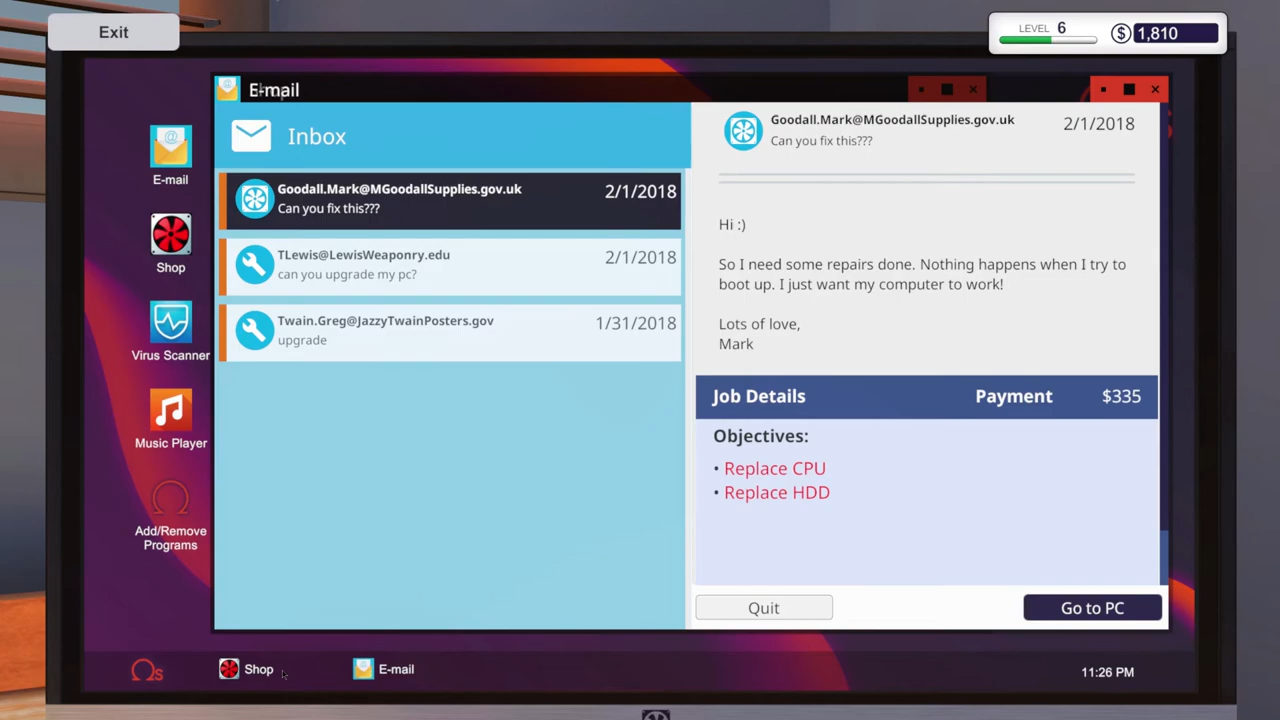 Exit
LEVEL 6
$ 1,810
E-mail
Shop
Virus Scanner
Music Player
Add/Remove
Programs
E-mail
Inbox
Goodall.Mark@MGoodallSupplies.gov.uk 2/1/2018
Can you fix this???
TLewis@LewisWeaponry.edu 2/1/2018
can you upgrade my pc?
Twain.Greg@JazzyTwainPosters.gov 1/31/2018
upgrade
Goodall.Mark@MGoodallSupplies.gov.uk 2/1/2018
Can you fix this???
Hi :)
So I need some repairs done. Nothing happens when I try to
boot up. I just want my computer to work!
Lots of love,
Mark
Job Details Payment $335
Objectives:
• Replace CPU
• Replace HDD
Quit Go to PC
Ωs Shop E-mail 11:26 PM